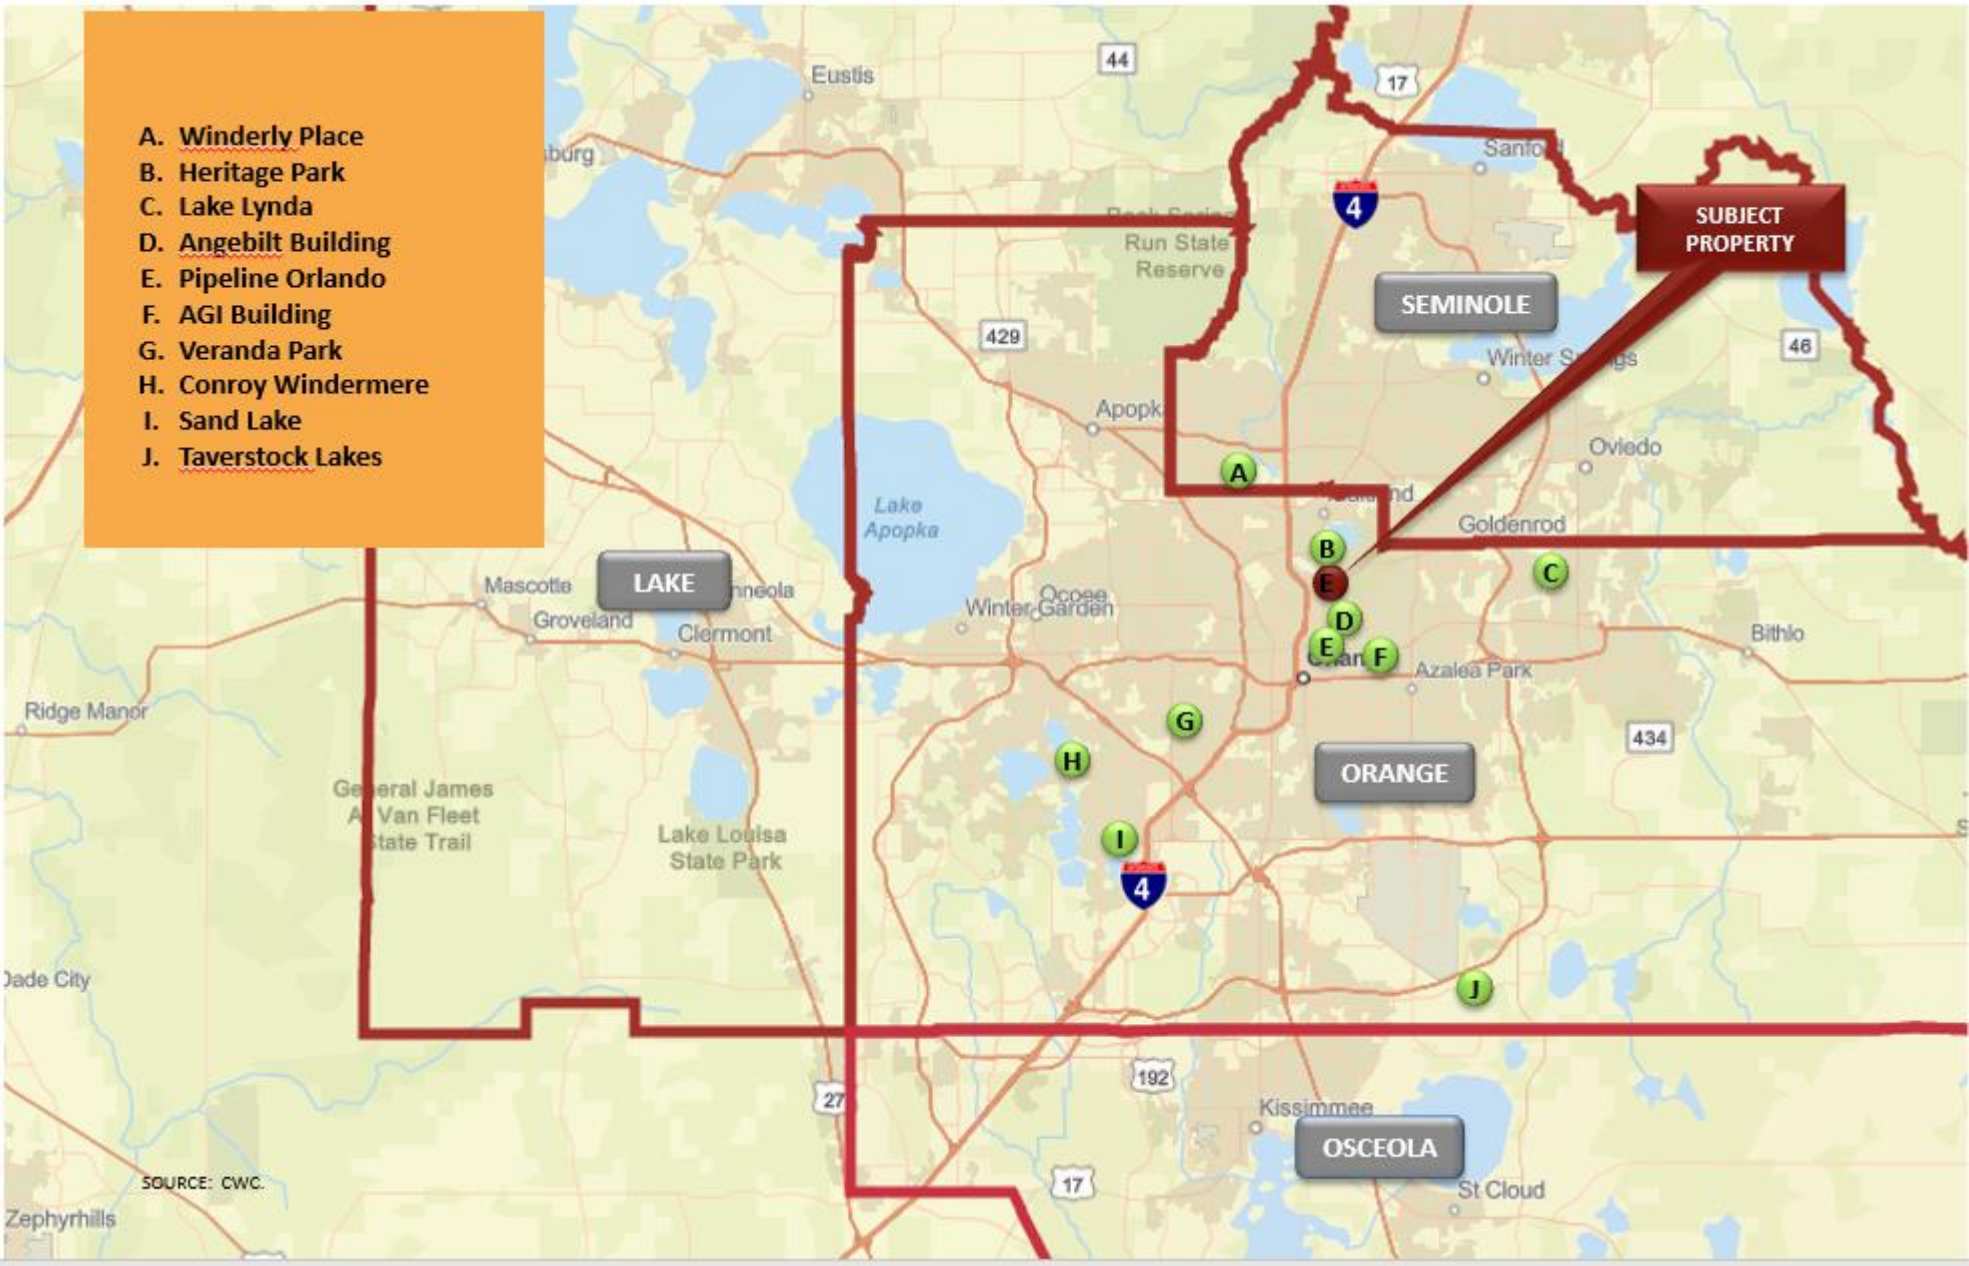 A. Winderly Place
B. Heritage Park
C. Lake Lynda
D. Angebilt Building
E. Pipeline Orlando
F. AGI Building
G. Veranda Park
H. Conroy Windermere
I. Sand Lake
J. Taverstock Lakes
Eustis
44
17
Sanford
4
SUBJECT
PROPERTY
Run State
Reserve
SEMINOLE
429
Winter Springs
46
Apopka
Oviedo
A
Lake
Apopka
Goldenrod
B
E
C
LAKE
Mascotte
Groveland
Clermont
Ocoee
Winter Garden
D
E
F
Bithlo
Azalea Park
Ridge Manor
G
H
434
ORANGE
General James
A Van Fleet
State Trail
Lake Louisa
State Park
I
4
J
Dade City
192
27
Kissimmee
OSCEOLA
17
St Cloud
SOURCE: CWC.
Zephyrhills